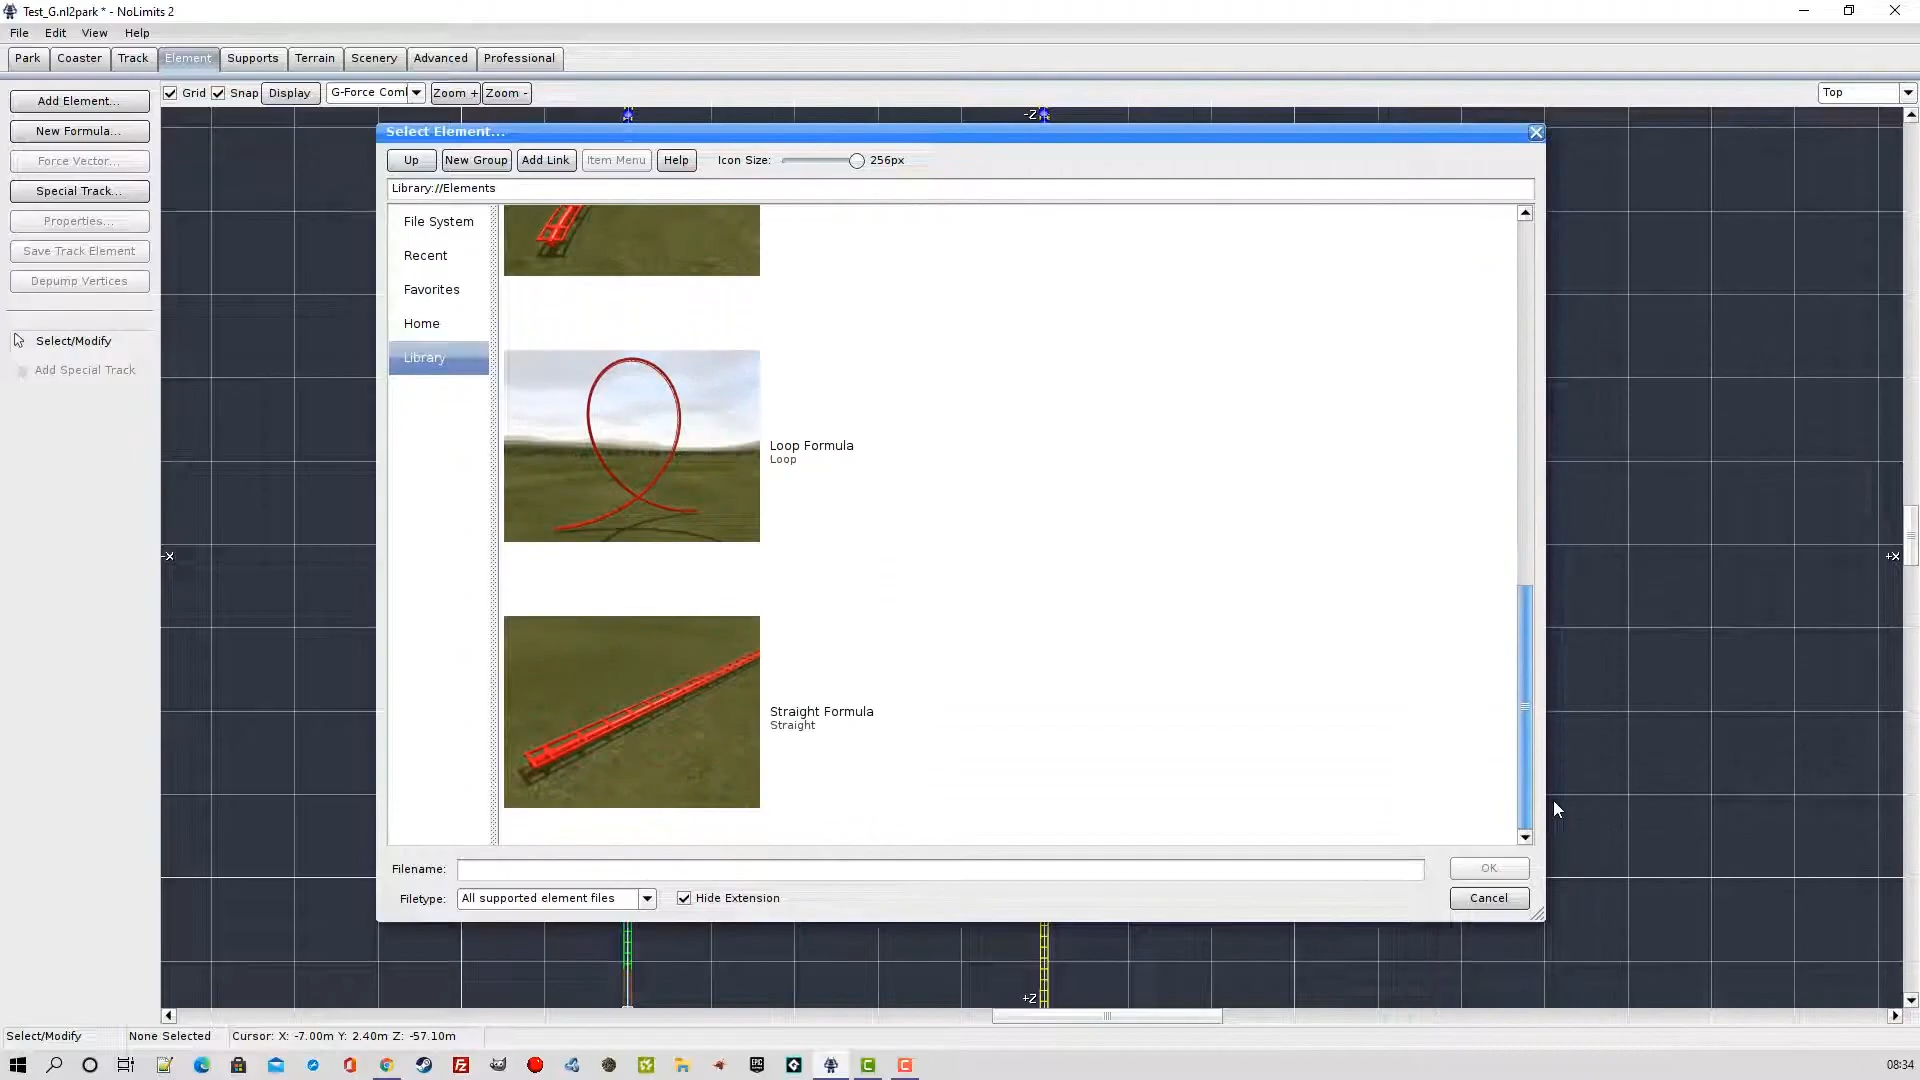 Test_G.nl2park * - NoLimits 2
File Edit View Help
Park Coaster Track Element Supports Terrain Scenery Advanced Professional
Add Element... Grid Snap Display G-Force Coml Zoom + Zoom - Top
New Formula...
Force Vector...
Special Track...
Properties...
Save Track Element
Depump Vertices
Select/Modify
Add Special Track
-Z
-X
+X
+Z
Select Element...
Up New Group Add Link Item Menu Help Icon Size: 256px
Library://Elements
File System
Recent
Favorites
Home
Library
Loop Formula
Loop
Straight Formula
Straight
Filename: OK
Filetype: All supported element files Hide Extension Cancel
Select/Modify None Selected Cursor: X: -7.00m Y: 2.40m Z: -57.10m
EPIC
08:34